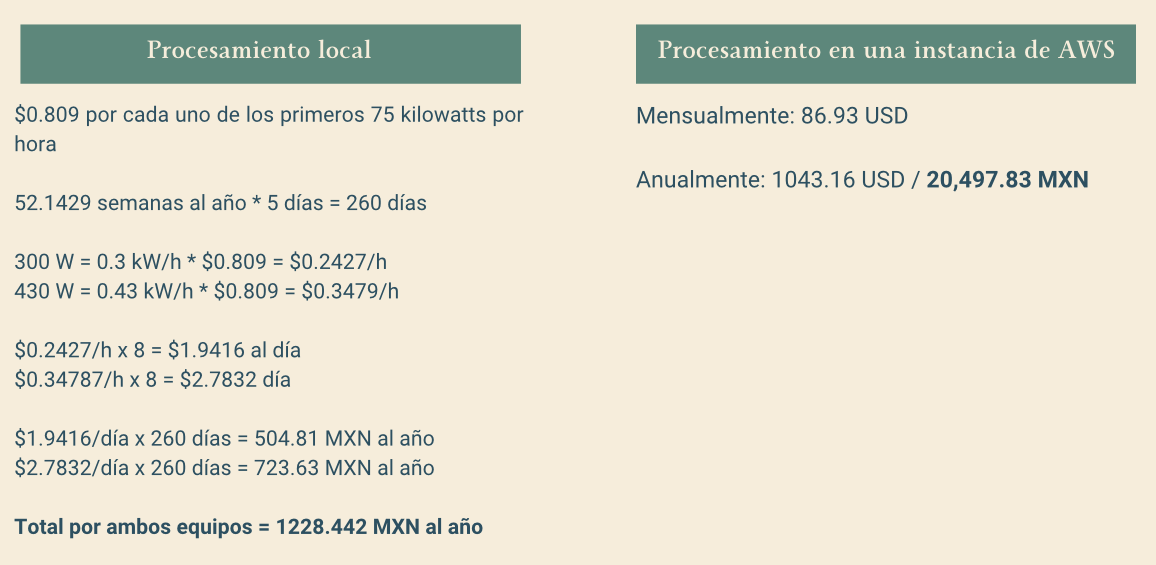 Procesamiento local
$0.809 por cada uno de los primeros 75 kilowatts por
hora
52.1429 semanas al año * 5 días = 260 días
300 W = 0.3 kW/h * $0.809 = $0.2427/h
430 W = 0.43 kW/h * $0.809 = $0.3479/h
$0.2427/h x 8 = $1.9416 al día
$0.34787/h x 8 = $2.7832 día
$1.9416/día x 260 días = 504.81 MXN al año
$2.7832/día x 260 días = 723.63 MXN al año
Total por ambos equipos = 1228.442 MXN al año
Procesamiento en una instancia de AWS
Mensualmente: 86.93 USD
Anualmente: 1043.16 USD / 20,497.83 MXN